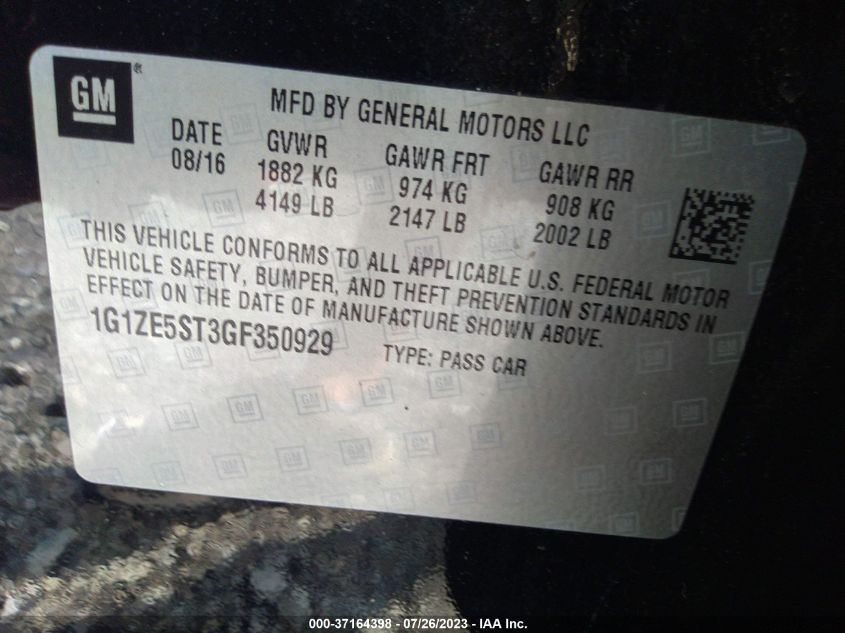 GM
MFD BY GENERAL MOTORS LLC
DATE GVWR GAWR FRT GAWR RR
08/16 1882 KG 974 KG 908 KG
4149 LB 2147 LB 2002 LB
THIS VEHICLE CONFORMS TO ALL APPLICABLE U.S. FEDERAL MOTOR
VEHICLE SAFETY, BUMPER, AND THEFT PREVENTION STANDARDS IN
EFFECT ON THE DATE OF MANUFACTURE SHOWN ABOVE.
1G1ZE5ST3GF350929 TYPE: PASS CAR
000-37164398 - 07/26/2023 - IAA Inc.